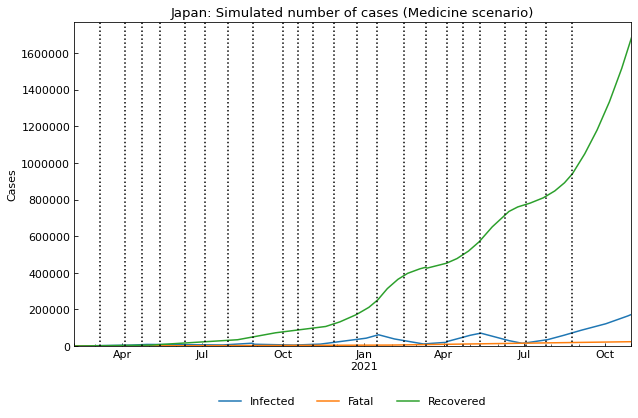 Japan: Simulated number of cases (Medicine scenario)
1600000
1400000
1200000
1000000
800000
600000
400000
200000
0
Cases
Apr Jul Oct Jan Apr Jul Oct
2021
Infected Fatal Recovered